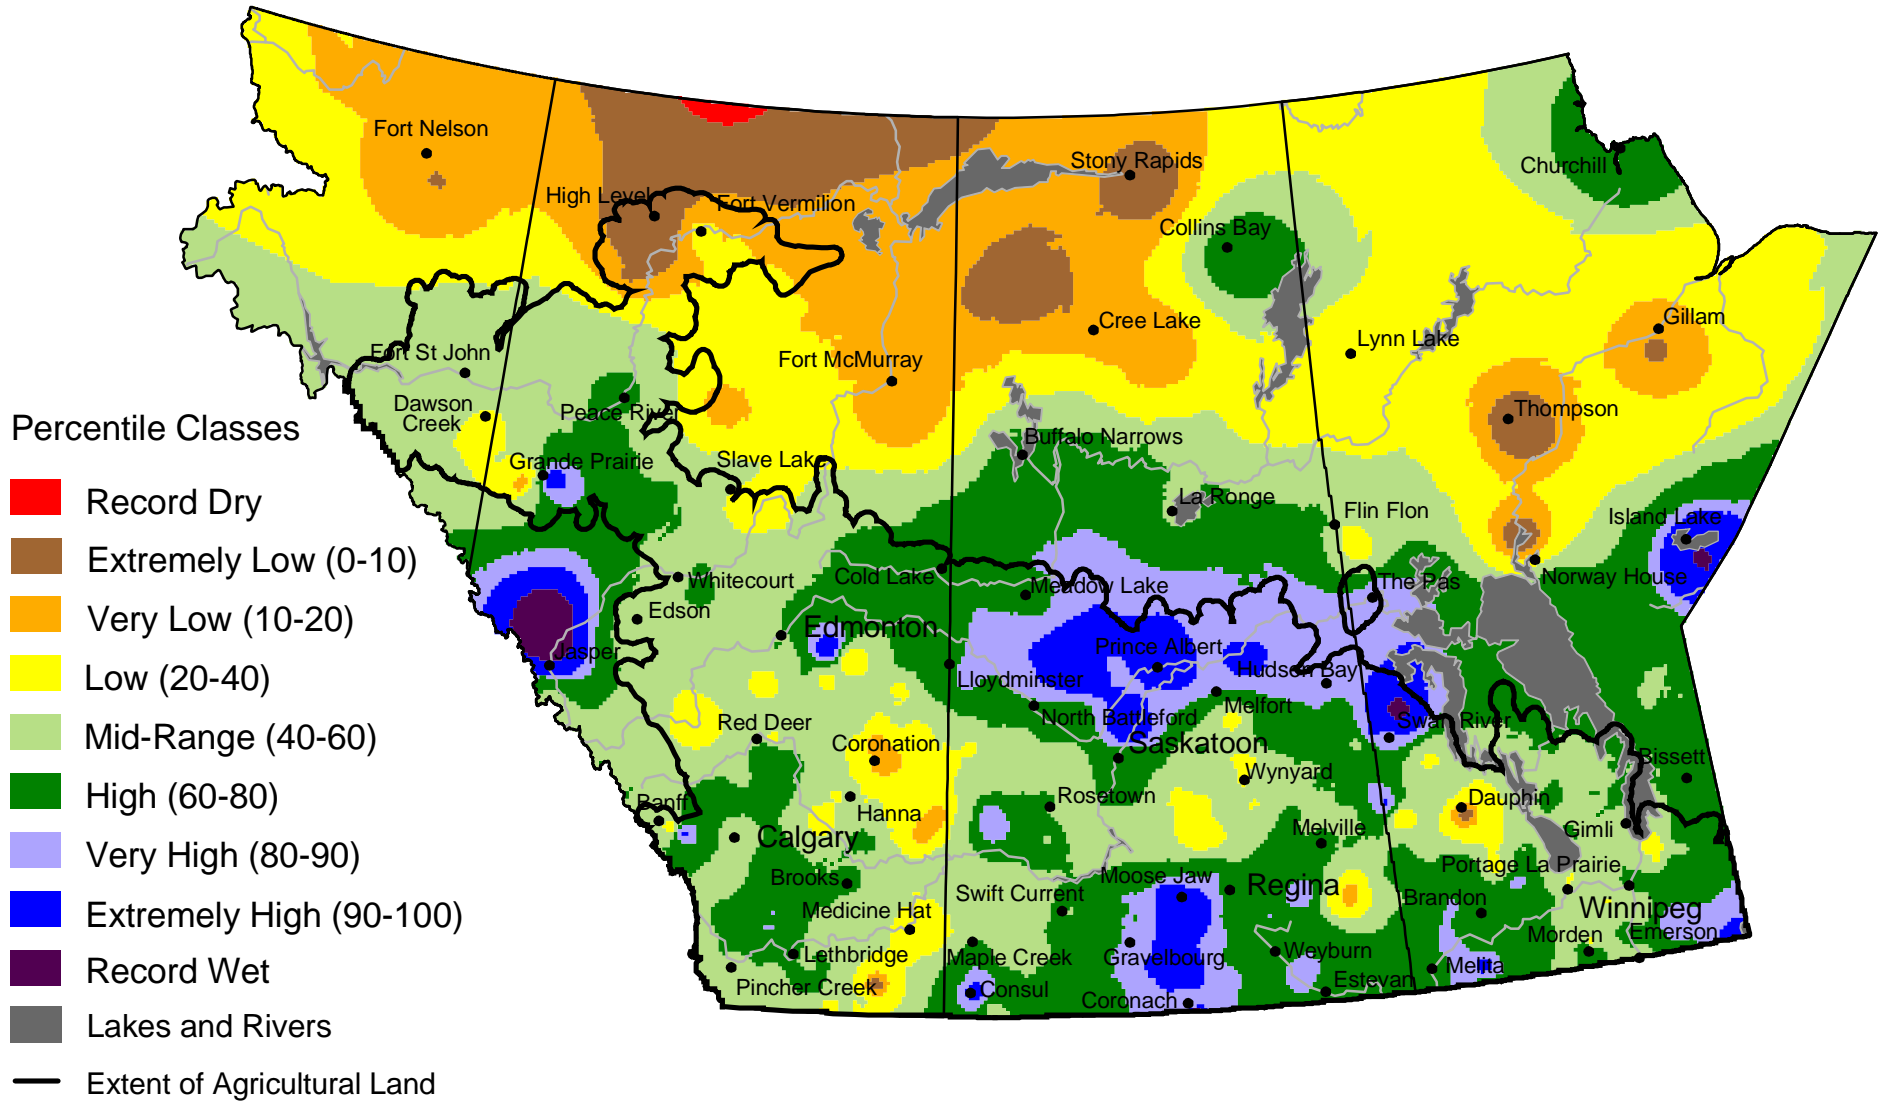 Fort Nelson
Churchill
Stony Rapids
High Level
Fort Vermilion
Collins Bay
Gillam
Cree Lake
Lynn Lake
Fort St John
Fort McMurray
Dawson
Creek
Peace River
Thompson
Buffalo Narrows
Grande Prairie
Slave Lake
La Ronge
Flin Flon
Island Lake
Whitecourt
Cold Lake
Meadow Lake
The Pas
Norway House
Edson
Edmonton
Jasper
Prince Albert
Hudson Bay
Lloydminster
Melfort
North Battleford
Swan River
Red Deer
Coronation
Saskatoon
Bissett
Wynyard
Banff
Hanna
Rosetown
Dauphin
Calgary
Melville
Gimli
Brooks
Moose Jaw
Portage La Prairie
Swift Current
Regina
Brandon
Medicine Hat
Winnipeg
Lethbridge
Maple Creek
Gravelbourg
Weyburn
Morden
Emerson
Pincher Creek
Consul
Coronach
Estevan
Melita
Percentile Classes
Record Dry
Extremely Low (0-10)
Very Low (10-20)
Low (20-40)
Mid-Range (40-60)
High (60-80)
Very High (80-90)
Extremely High (90-100)
Record Wet
Lakes and Rivers
Extent of Agricultural Land